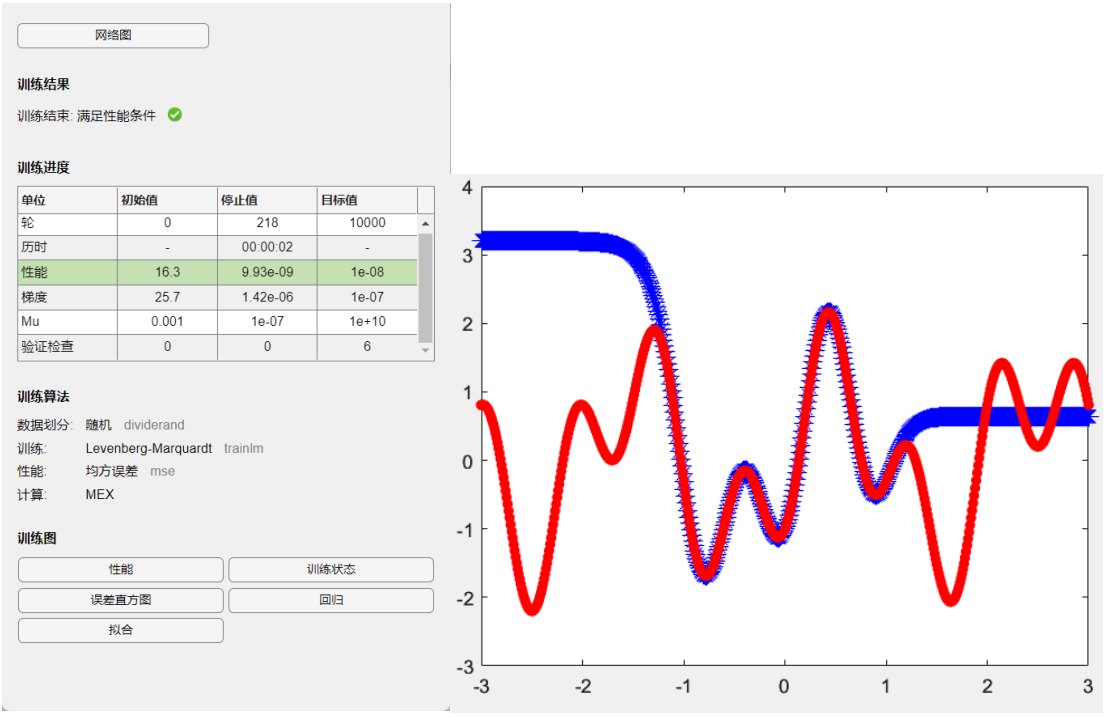 网络图
训练结果
训练结束: 满足性能条件
训练进度
单位 初始值 停止值 目标值
轮 0 218 10000
历时 - 00:00:02 -
性能 16.3 9.93e-09 1e-08
梯度 25.7 1.42e-06 1e-07
Mu 0.001 1e-07 1e+10
验证检查 0 0 6
训练算法
数据划分: 随机 dividerand
训练: Levenberg-Marquardt trainlm
性能: 均方误差 mse
计算: MEX
训练图
性能 训练状态
误差直方图 回归
拟合
4
3
2
1
0
-1
-2
-3
-3 -2 -1 0 1 2 3